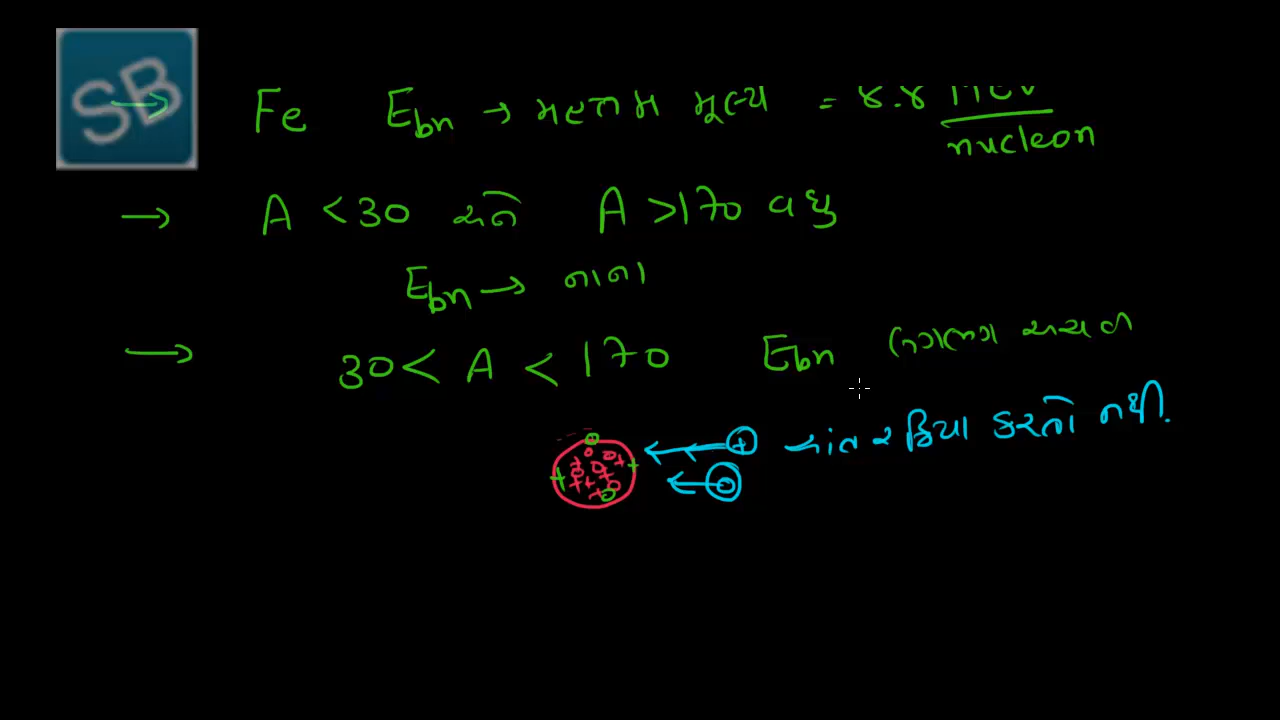 SB
→ Fe Ebn → મહત્તમ મૂલ્ય = 8.8 MeV
nucleon
→ A < 30 અને A > 170 વધુ
Ebn → નાના
→ 30 < A < 170 Ebn લગભગ અચળ
આંતરક્રિયા કરતો નથી.